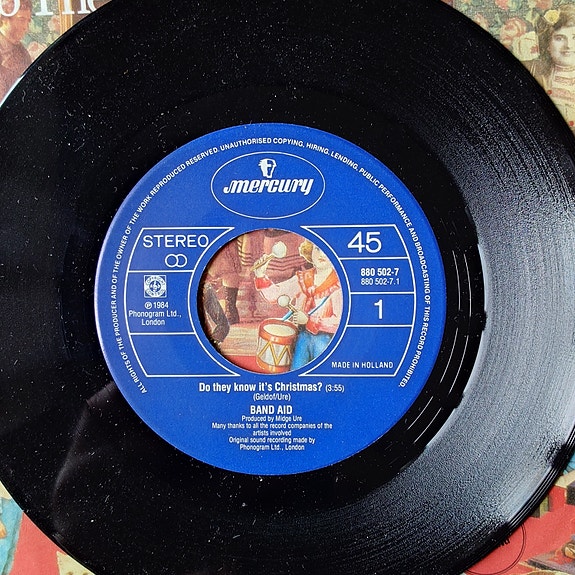 ALL RIGHTS OF THE PRODUCER AND OF THE OWNER OF THE WORK REPRODUCED RESERVED. UNAUTHORISED COPYING, HIRING, LENDING, PUBLIC PERFORMANCE AND BROADCASTING OF THIS RECORD PROHIBITED.
mercury
STEREO
45
880 502-7
880 502-7.1
℗ 1984
Phonogram Ltd.,
London
1
MADE IN HOLLAND
Do they know it's Christmas? (3:55)
(Geldof/Ure)
BAND AID
Produced by Midge Ure
Many thanks to all the record companies of the
artists involved
Original sound recording made by
Phonogram Ltd., London